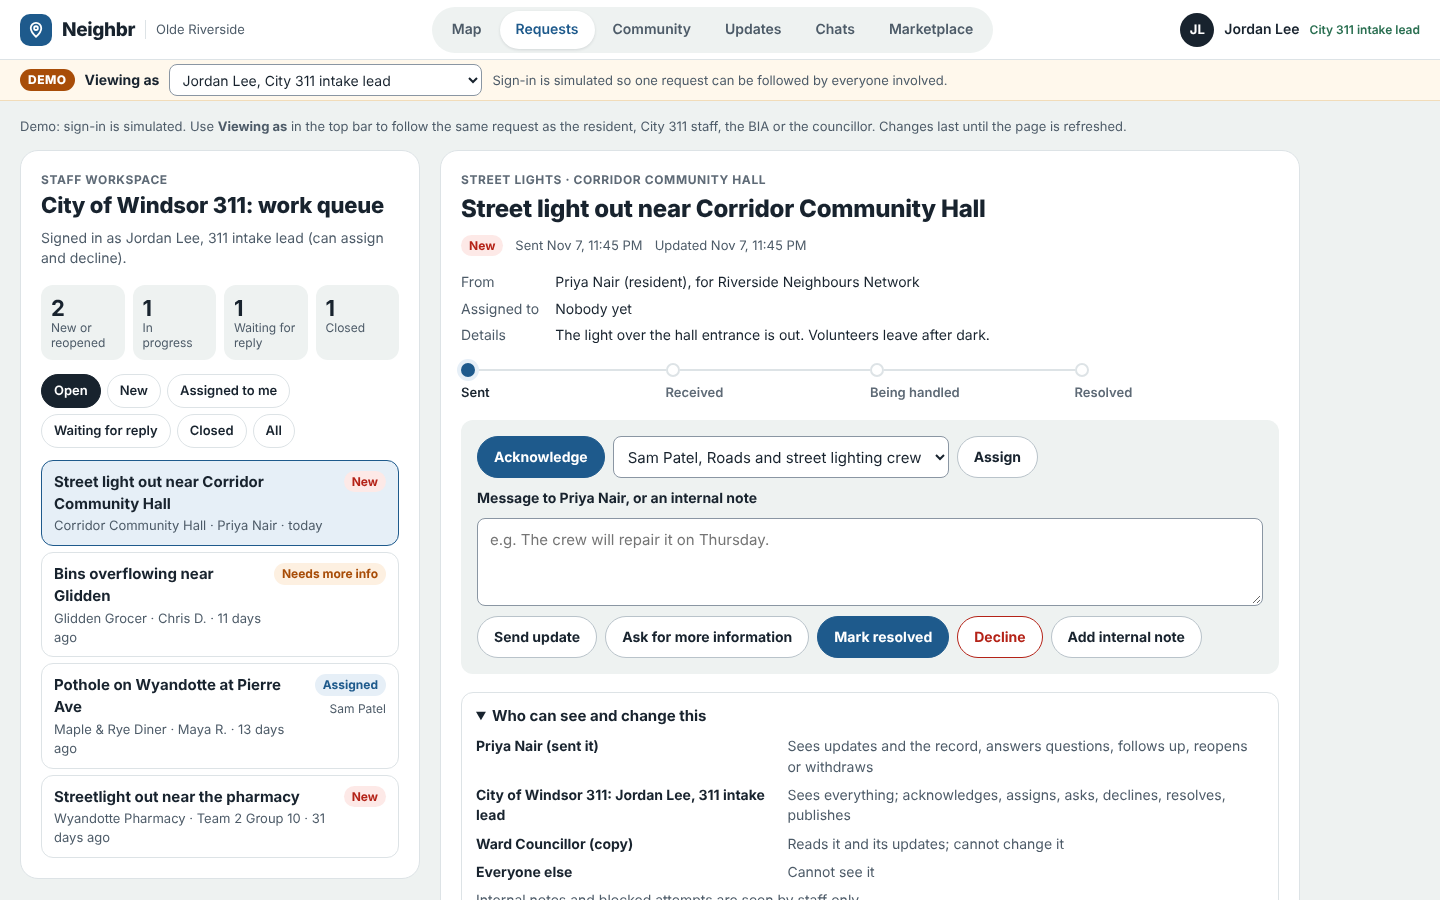 Neighbr
Olde Riverside
Map
Requests
Community
Updates
Chats
Marketplace
JL
Jordan Lee
City 311 intake lead
DEMO
Viewing as
Jordan Lee, City 311 intake lead
Sign-in is simulated so one request can be followed by everyone involved.
Demo: sign-in is simulated. Use Viewing as in the top bar to follow the same request as the resident, City 311 staff, the BIA or the councillor. Changes last until the page is refreshed.
STAFF WORKSPACE
City of Windsor 311: work queue
Signed in as Jordan Lee, 311 intake lead (can assign
and decline).
2
New or
reopened
1
In
progress
1
Waiting for
reply
1
Closed
Open
New
Assigned to me
Waiting for reply
Closed
All
Street light out near Corridor
Community Hall
New
Corridor Community Hall · Priya Nair · today
Bins overflowing near
Glidden
Needs more info
Glidden Grocer · Chris D. · 11 days
ago
Pothole on Wyandotte at Pierre
Ave
Assigned
Sam Patel
Maple & Rye Diner · Maya R. · 13 days
ago
Streetlight out near the pharmacy
New
Wyandotte Pharmacy · Team 2 Group 10 · 31
days ago
STREET LIGHTS · CORRIDOR COMMUNITY HALL
Street light out near Corridor Community Hall
New
Sent Nov 7, 11:45 PM
Updated Nov 7, 11:45 PM
From
Priya Nair (resident), for Riverside Neighbours Network
Assigned to
Nobody yet
Details
The light over the hall entrance is out. Volunteers leave after dark.
Sent
Received
Being handled
Resolved
Acknowledge
Sam Patel, Roads and street lighting crew
Assign
Message to Priya Nair, or an internal note
e.g. The crew will repair it on Thursday.
Send update
Ask for more information
Mark resolved
Decline
Add internal note
Who can see and change this
Priya Nair (sent it)
Sees updates and the record, answers questions, follows up, reopens
or withdraws
City of Windsor 311: Jordan Lee, 311 intake
lead
Sees everything; acknowledges, assigns, asks, declines, resolves,
publishes
Ward Councillor (copy)
Reads it and its updates; cannot change it
Everyone else
Cannot see it
Internal notes and blocked attempts are seen by staff only.